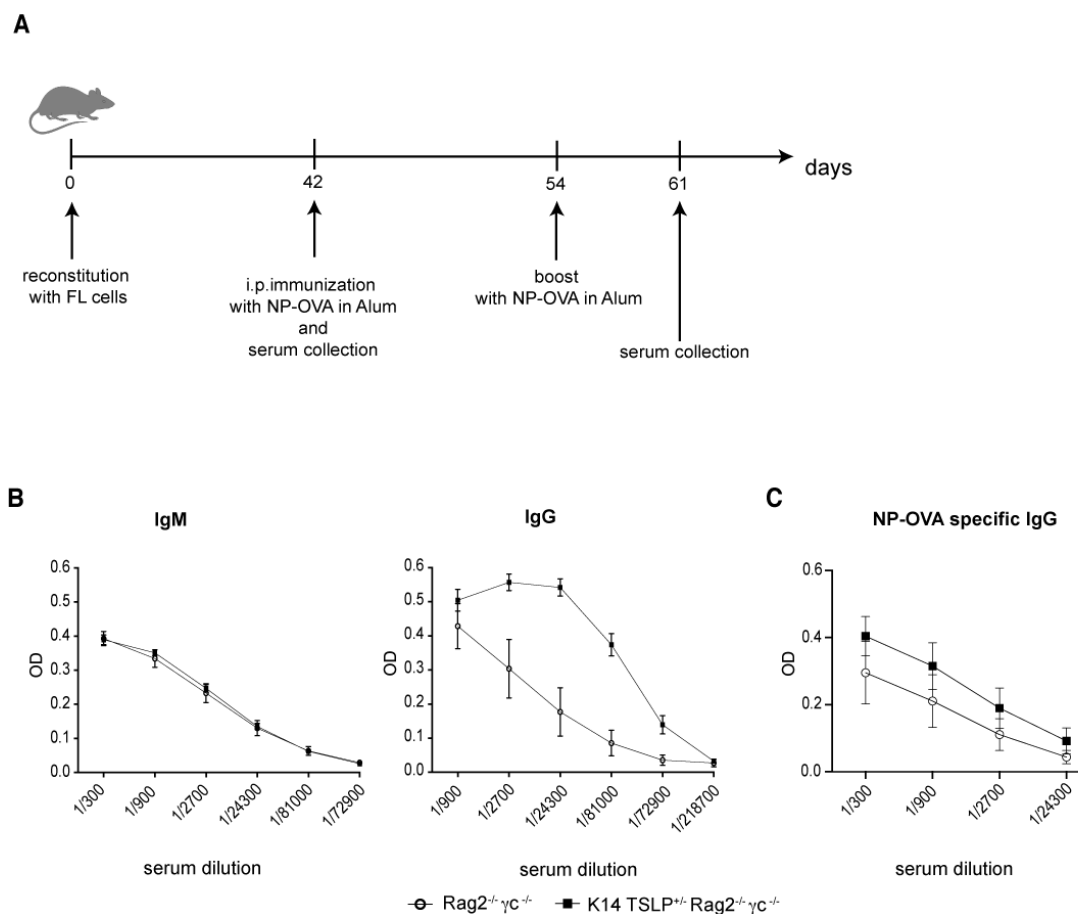 A
days
0
42
54
61
reconstitution
with FL cells
i.p.immunization
with NP-OVA in Alum
and
serum collection
boost
with NP-OVA in Alum
serum collection
B
IgM
OD
0.6
0.5
0.4
0.3
0.2
0.1
0.0
1/300
1/900
1/2700
1/24300
1/81000
1/72900
serum dilution
IgG
OD
0.6
0.5
0.4
0.3
0.2
0.1
0.0
1/900
1/2700
1/24300
1/81000
1/72900
1/218700
serum dilution
C
NP-OVA specific IgG
OD
0.6
0.4
0.2
0.0
1/300
1/900
1/2700
1/24300
serum dilution
Rag2-/- γc-/-
K14 TSLP+/- Rag2-/- γc-/-